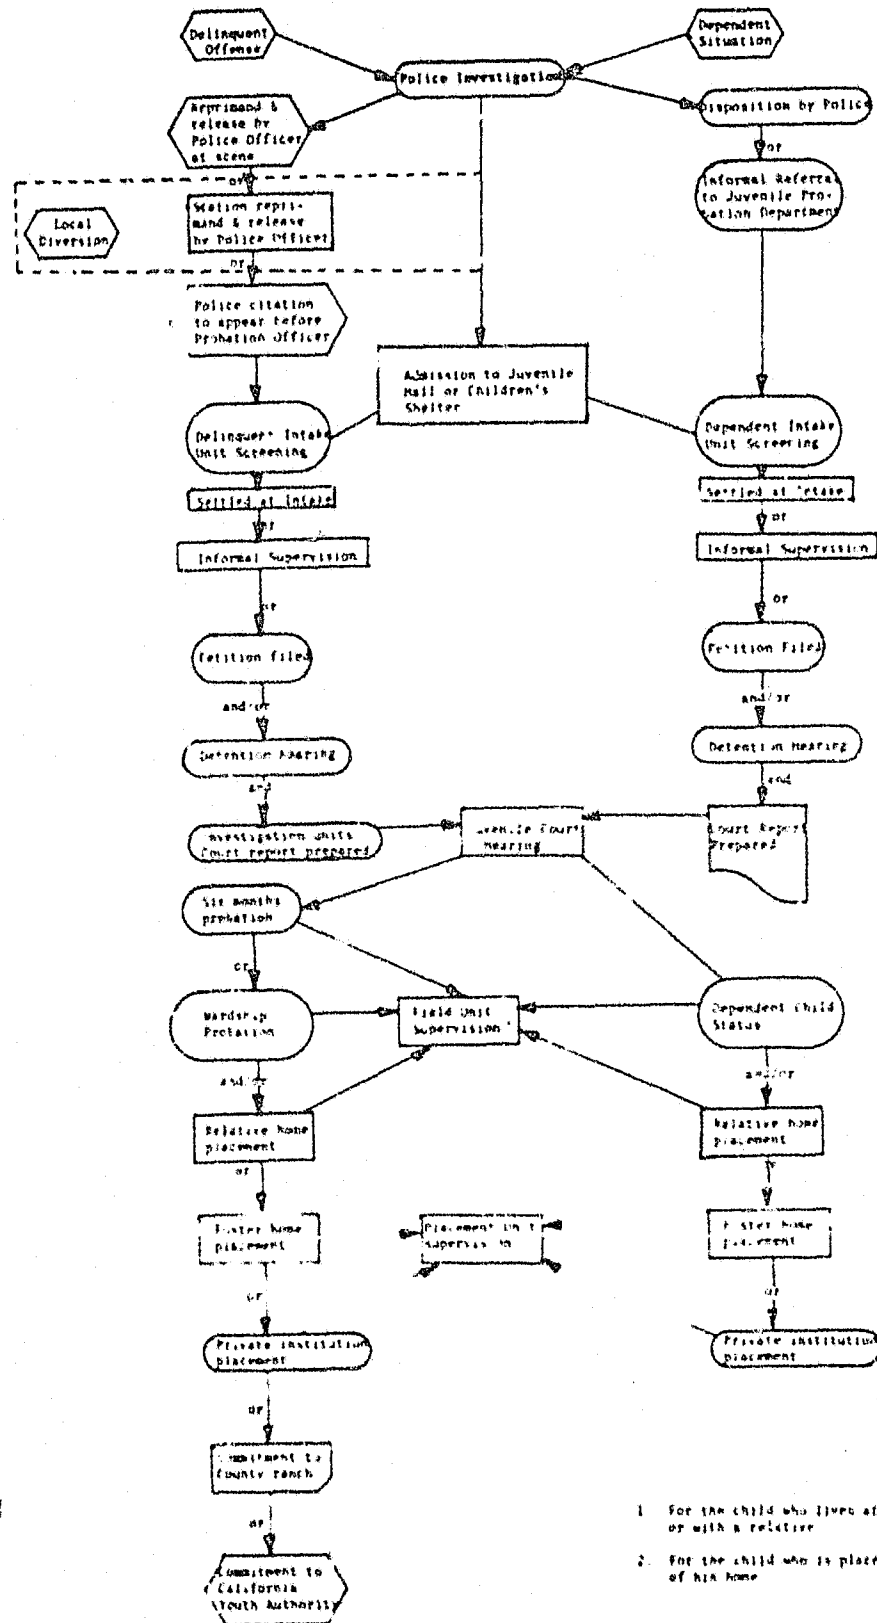 Delinquent
Offense
Dependent
Situation
Police Investigation
Reprimand &
release by
Police Officer
at scene
Disposition by Police
or
or
Informal Referral
to Juvenile Pro-
bation Department
Local
Diversion
Station repri-
mand & release
by Police Officer
or
Police citation
to appear before
Probation Officer
Admission to Juvenile
Hall or Children's
Shelter
Delinquent Intake
Unit Screening
Dependent Intake
Unit Screening
Settled at Intake
Settled at Intake
or
or
Informal Supervision
Informal Supervision
or
or
Petition filed
Petition Filed
and/or
and/or
Detention Hearing
Detention Hearing
and
and
Investigation Units
Court report prepared
Juvenile Court
Hearing
Court Report
Prepared
Six months
probation
or
Wardship
Probation
Field Unit
Supervision
Dependent Child
Status
and/or
and/or
Relative home
placement
Relative home
placement
or
Foster home
placement
Placement Unit
supervision
Foster home
placement
or
or
Private institution
placement
Private institution
placement
or
Commitment to
County ranch
or
Commitment to
California
Youth Authority
1 For the child who lives
or with a relative
2. For the child who is
of his home